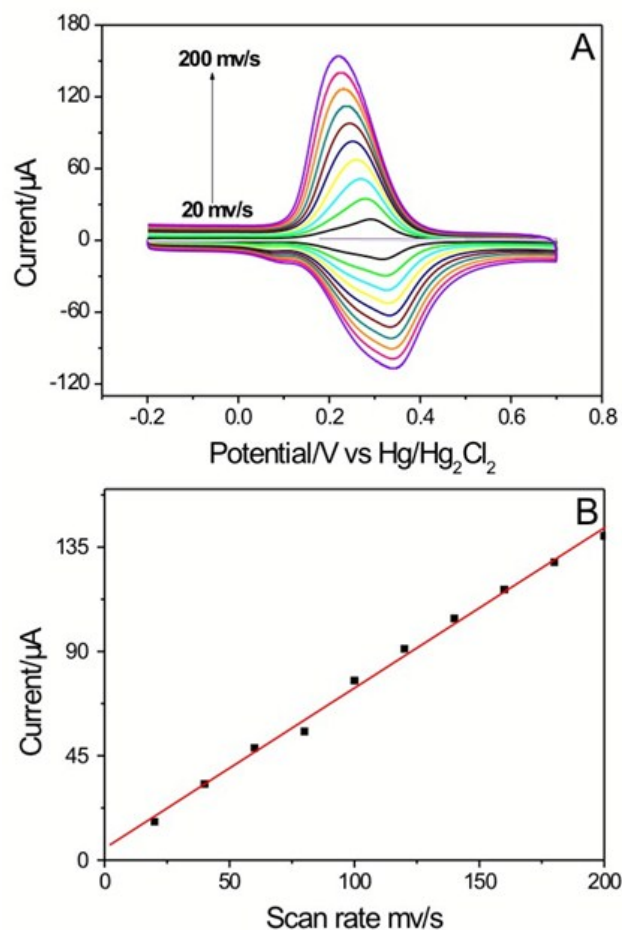 180
A
200 mv/s
120
60
20 mv/s
0
-60
-120
Current/µA
-0.2 0.0 0.2 0.4 0.6 0.8
Potential/V vs Hg/Hg₂Cl₂
B
135
90
45
0
Current/µA
0 50 100 150 200
Scan rate mv/s